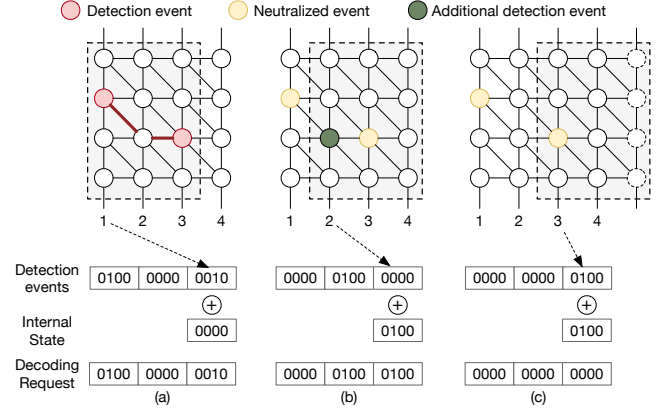 Detection event Neutralized event Additional detection event
1 2 3 4 1 2 3 4 1 2 3 4
Detection events 0100 0000 0010 0000 0100 0000 0000 0000 0100
+ + +
Internal State 0000 0100 0100
Decoding Request 0100 0000 0010 0000 0100 0100 0000 0000 0000
(a) (b) (c)